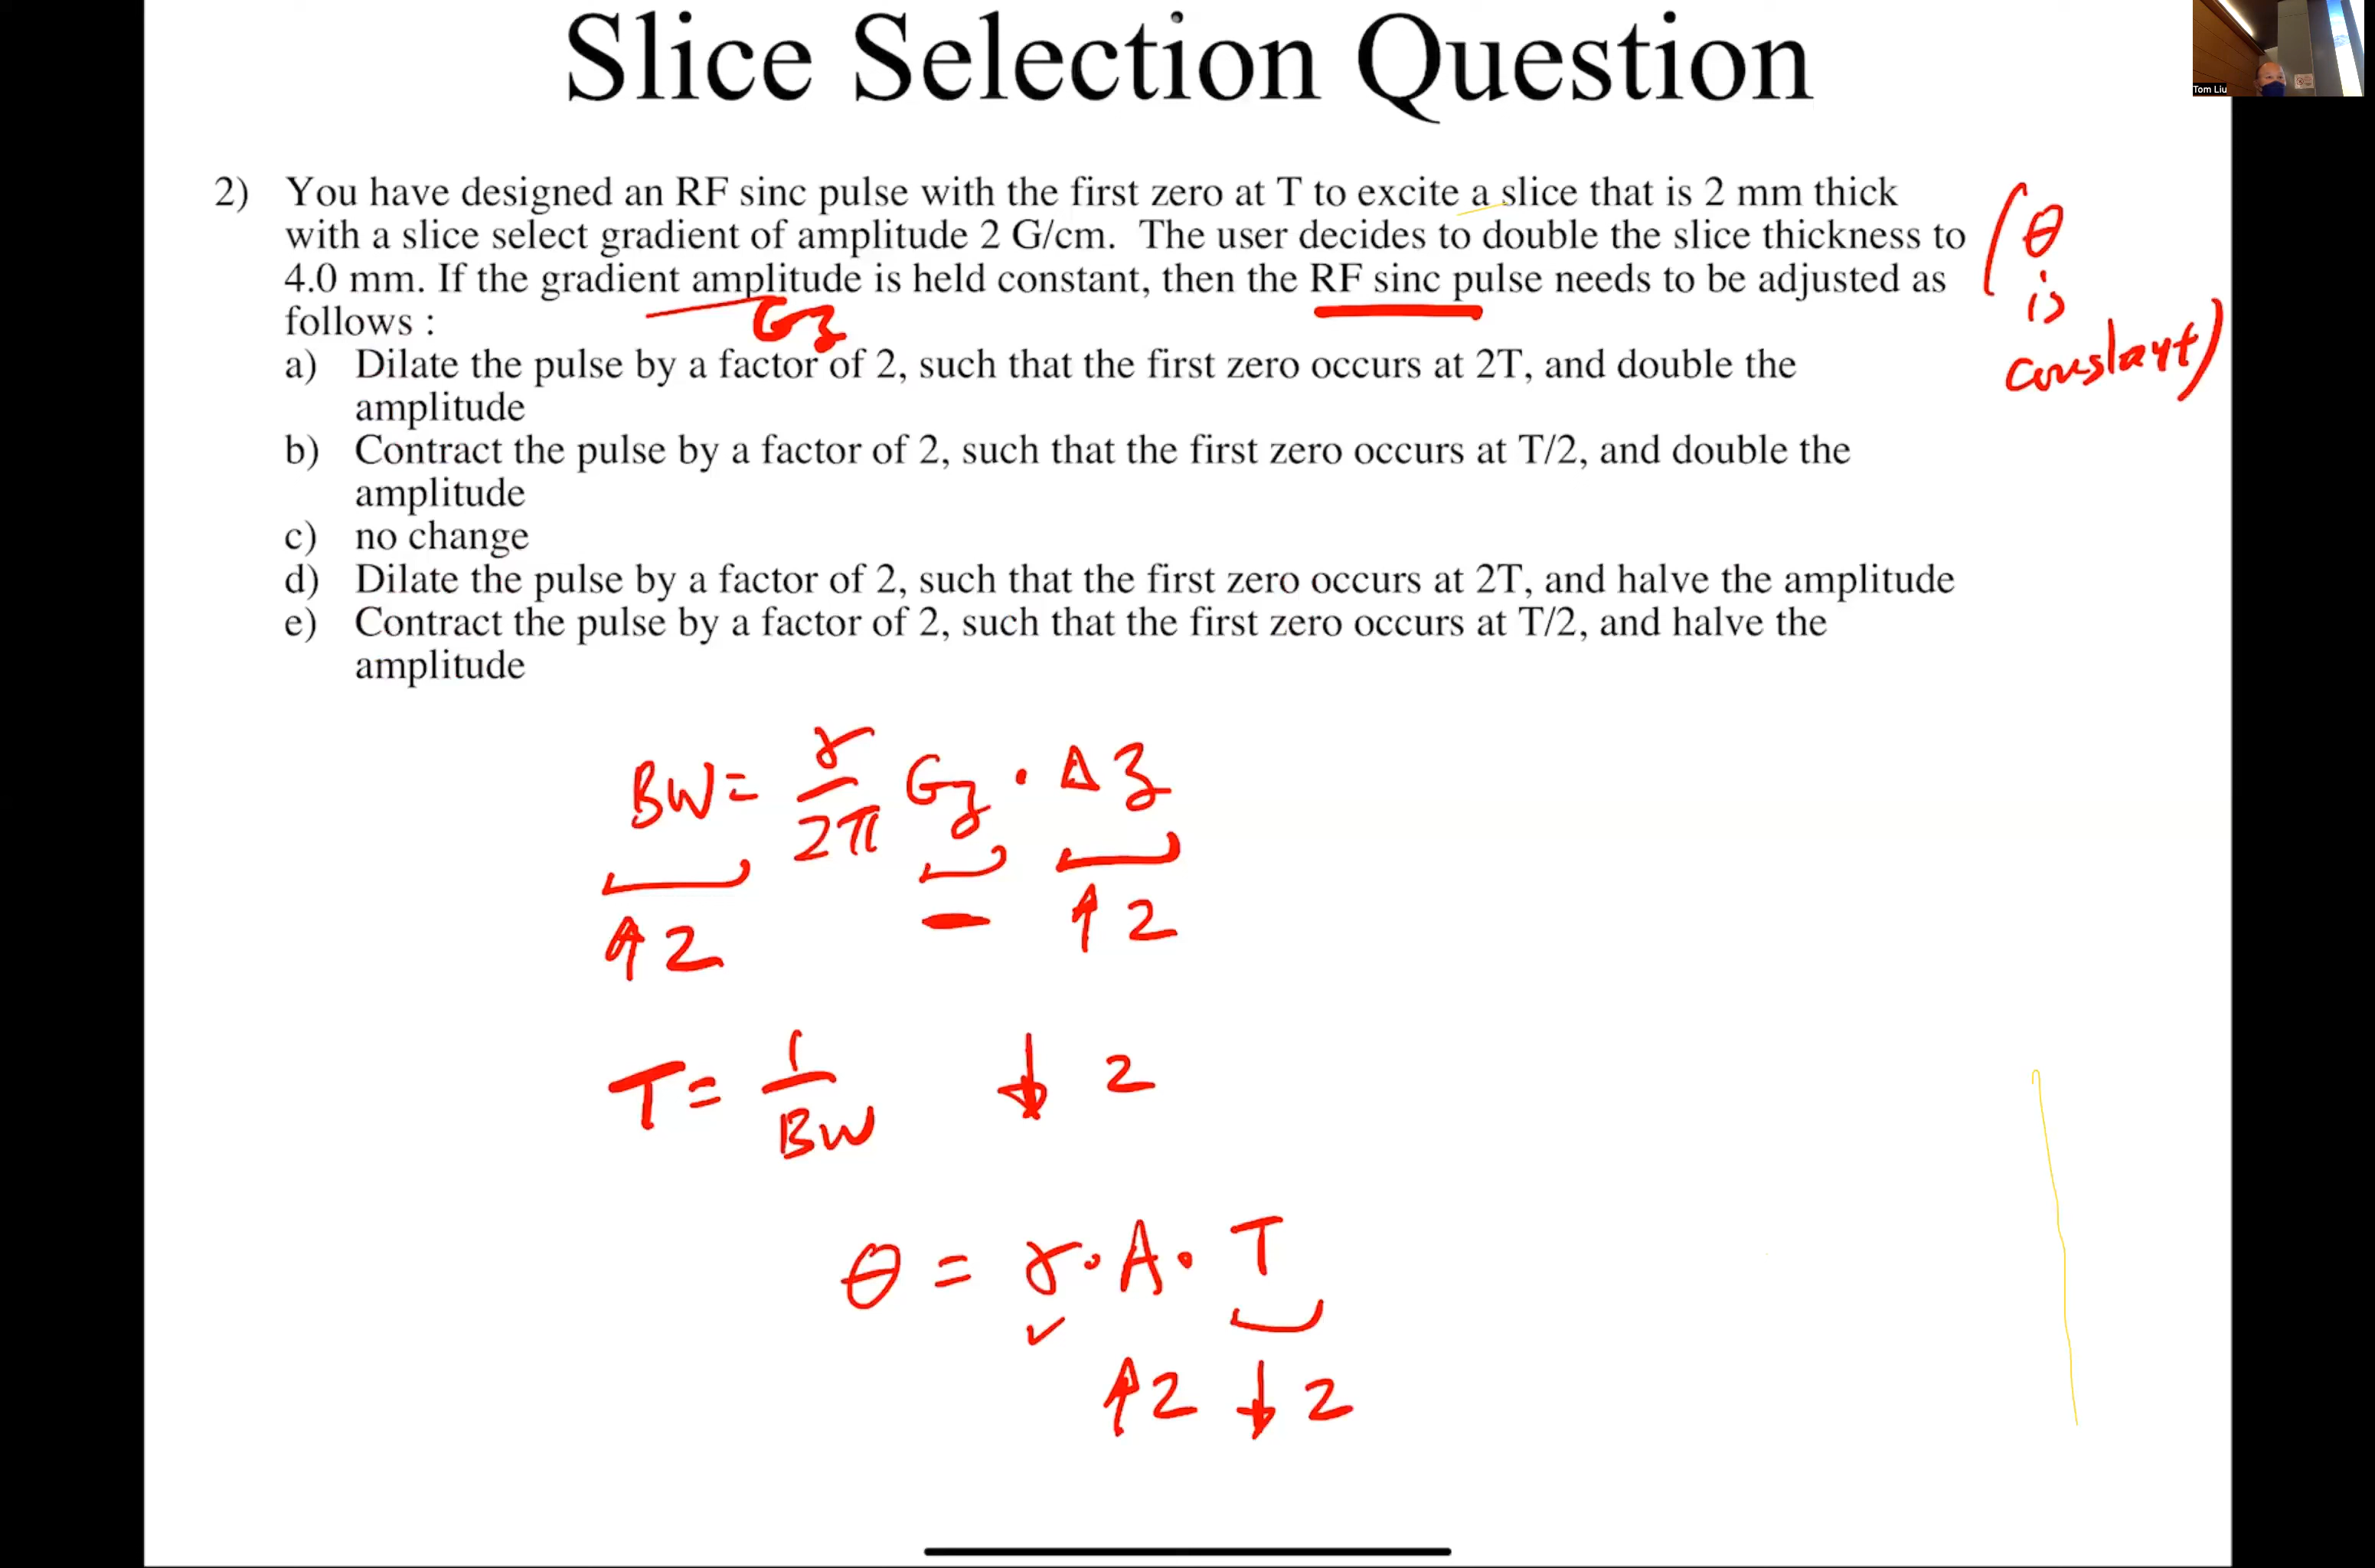 Slice Selection Question
Tom Liu
2) You have designed an RF sinc pulse with the first zero at T to excite a slice that is 2 mm thick
with a slice select gradient of amplitude 2 G/cm. The user decides to double the slice thickness to
4.0 mm. If the gradient amplitude is held constant, then the RF sinc pulse needs to be adjusted as
follows :
(θ
is
constant)
Gz
a) Dilate the pulse by a factor of 2, such that the first zero occurs at 2T, and double the
amplitude
b) Contract the pulse by a factor of 2, such that the first zero occurs at T/2, and double the
amplitude
c) no change
d) Dilate the pulse by a factor of 2, such that the first zero occurs at 2T, and halve the amplitude
e) Contract the pulse by a factor of 2, such that the first zero occurs at T/2, and halve the
amplitude
BW = γ/2π Gz · Δz
↑2 – ↑2
T = 1/BW ↓ 2
θ = γ · A · T
✓
↑2 ↓2